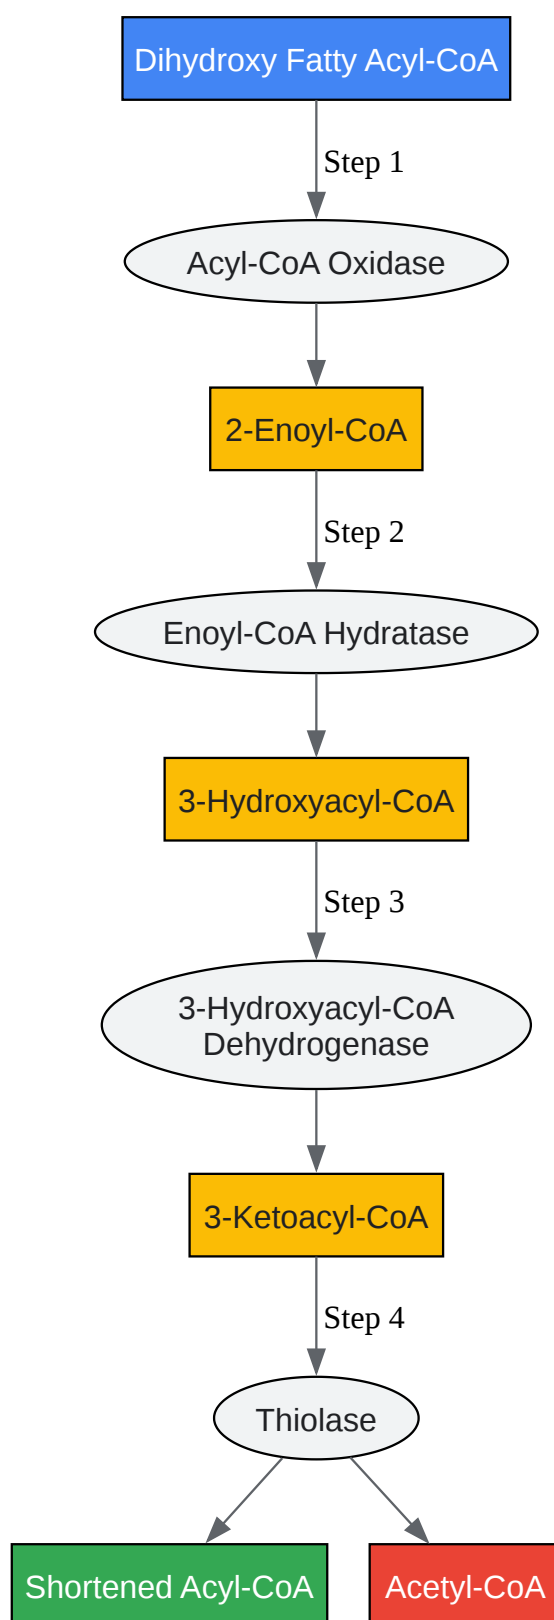 Dihydroxy Fatty Acyl-CoA
Step 1
Acyl-CoA Oxidase
2-Enoyl-CoA
Step 2
Enoyl-CoA Hydratase
3-Hydroxyacyl-CoA
Step 3
3-Hydroxyacyl-CoA
Dehydrogenase
3-Ketoacyl-CoA
Step 4
Thiolase
Shortened Acyl-CoA
Acetyl-CoA